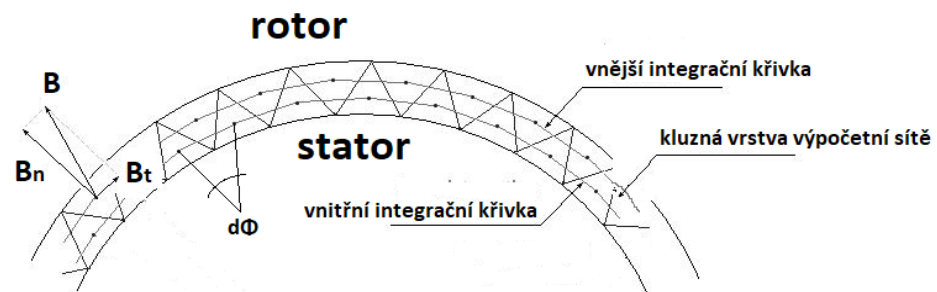 rotor
vnější integrační křivka
B
kluzná vrstva výpočetní sítě
stator
Bn
Bt
vnitřní integrační křivka
dΦ